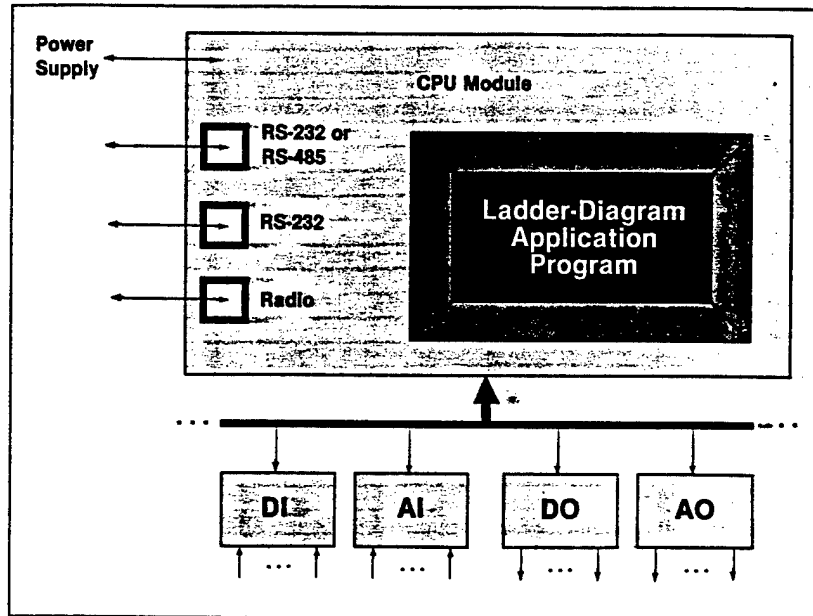 Power
Supply
CPU Module
RS-232 or
RS-485
RS-232
Radio
Ladder-Diagram
Application
Program
DI
AI
DO
AO